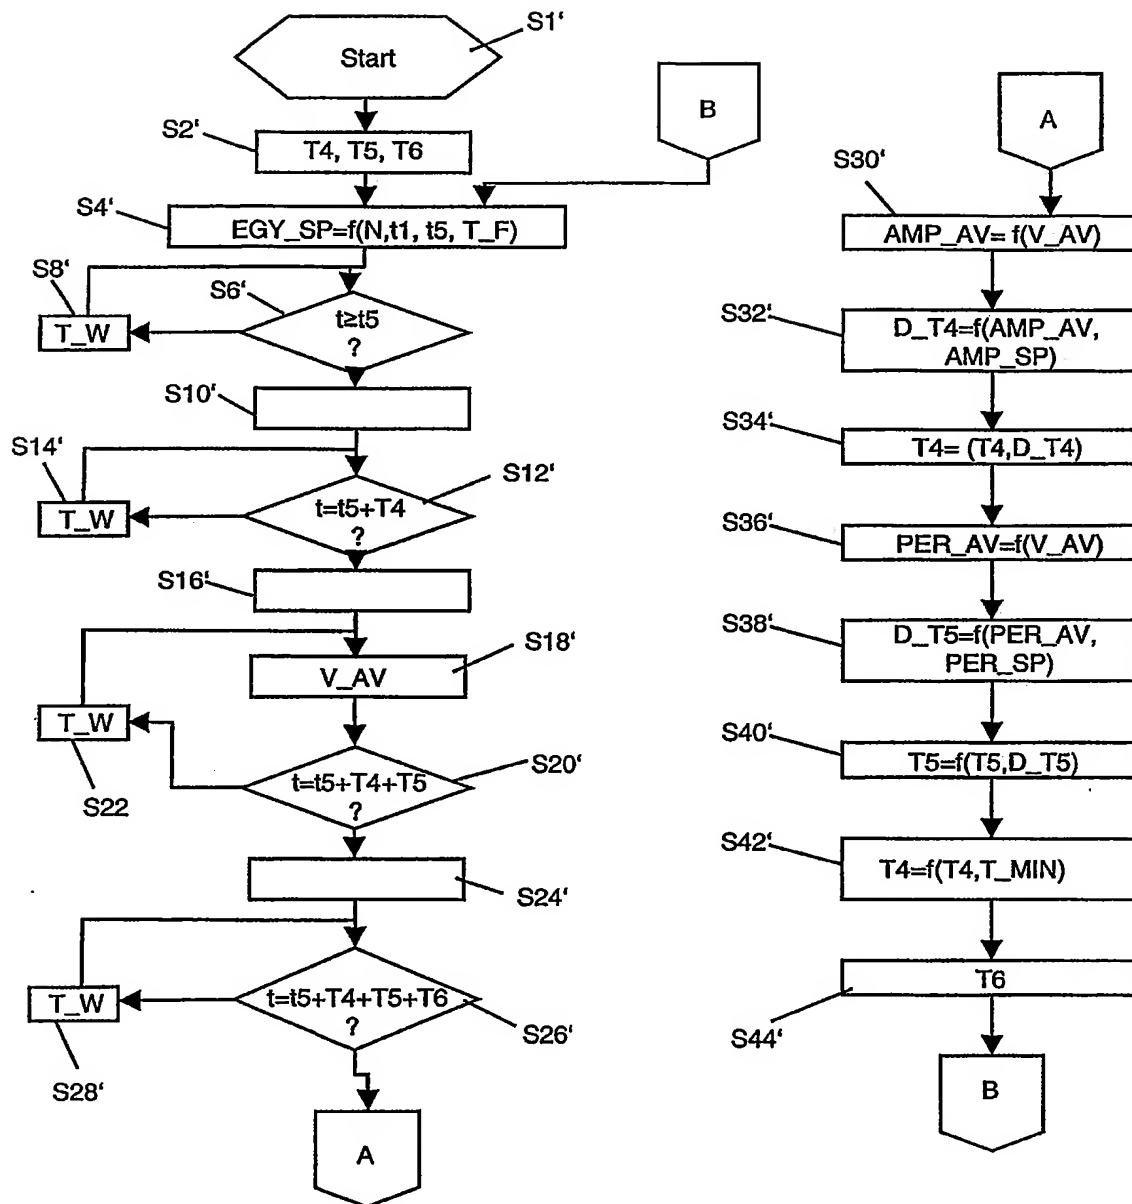 S1‘
Start
S2‘
T4, T5, T6
B
S4‘
EGY_SP=f(N,t1, t5, T_F)
S8‘
T_W
S6‘
t≥t5
?
S10‘
S14‘
T_W
S12‘
t=t5+T4
?
S16‘
S18‘
V_AV
T_W
S22
S20‘
t=t5+T4+T5
?
S24‘
T_W
S28‘
t=t5+T4+T5+T6
?
S26‘
A
A
S30‘
AMP_AV= f(V_AV)
S32‘
D_T4=f(AMP_AV,
AMP_SP)
S34‘
T4= (T4,D_T4)
S36‘
PER_AV=f(V_AV)
S38‘
D_T5=f(PER_AV,
PER_SP)
S40‘
T5=f(T5,D_T5)
S42‘
T4=f(T4,T_MIN)
T6
S44‘
B